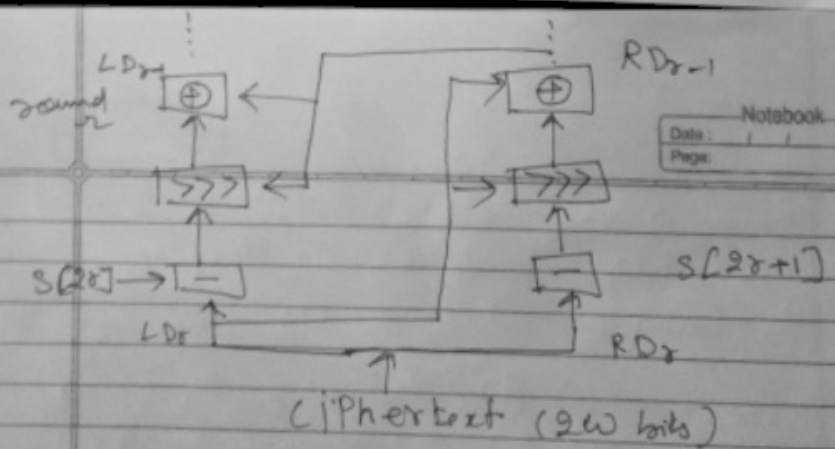 LDr-1
RDr-1
round r
⊕
⊕
Notebook
Date: / /
Page:
>>>
>>>
S[2r]
−
−
S[2r+1]
LDr
RDr
Ciphertext (2w bits)